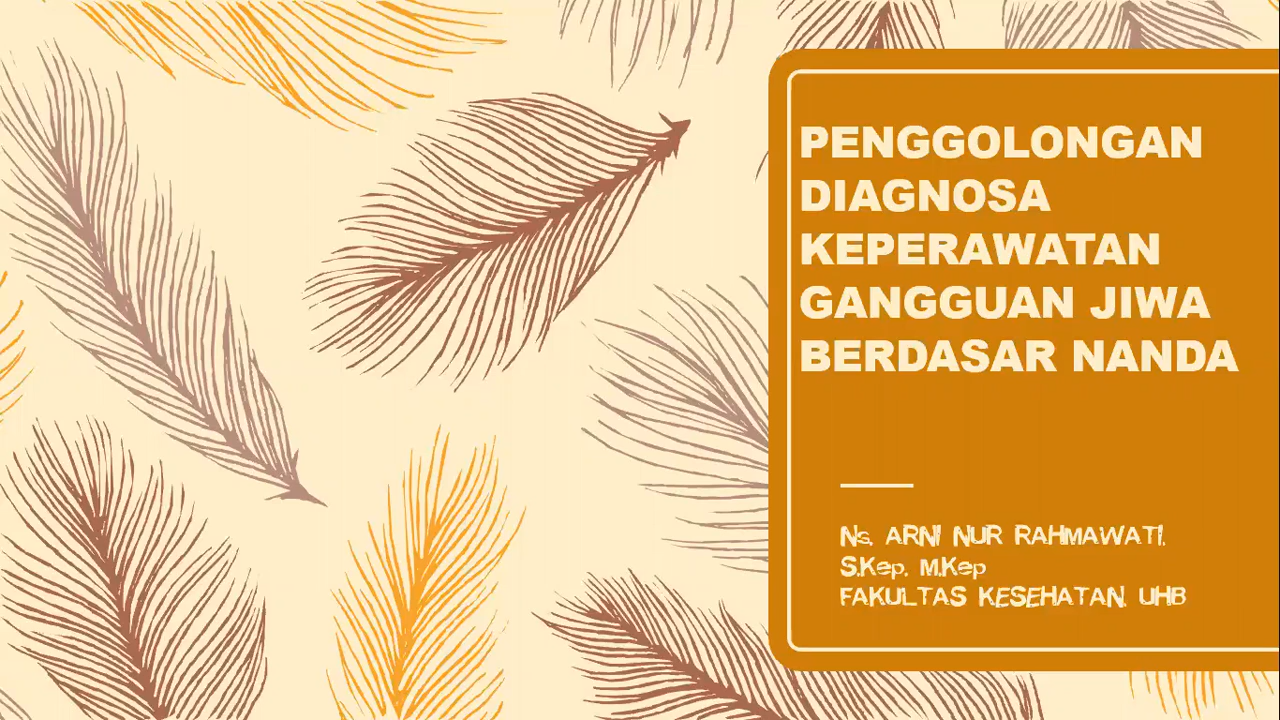 PENGGOLONGAN
DIAGNOSA
KEPERAWATAN
GANGGUAN JIWA
BERDASAR NANDA
Ns. ARNI NUR RAHMAWATI,
S.Kep., M.Kep
FAKULTAS KESEHATAN, UHB